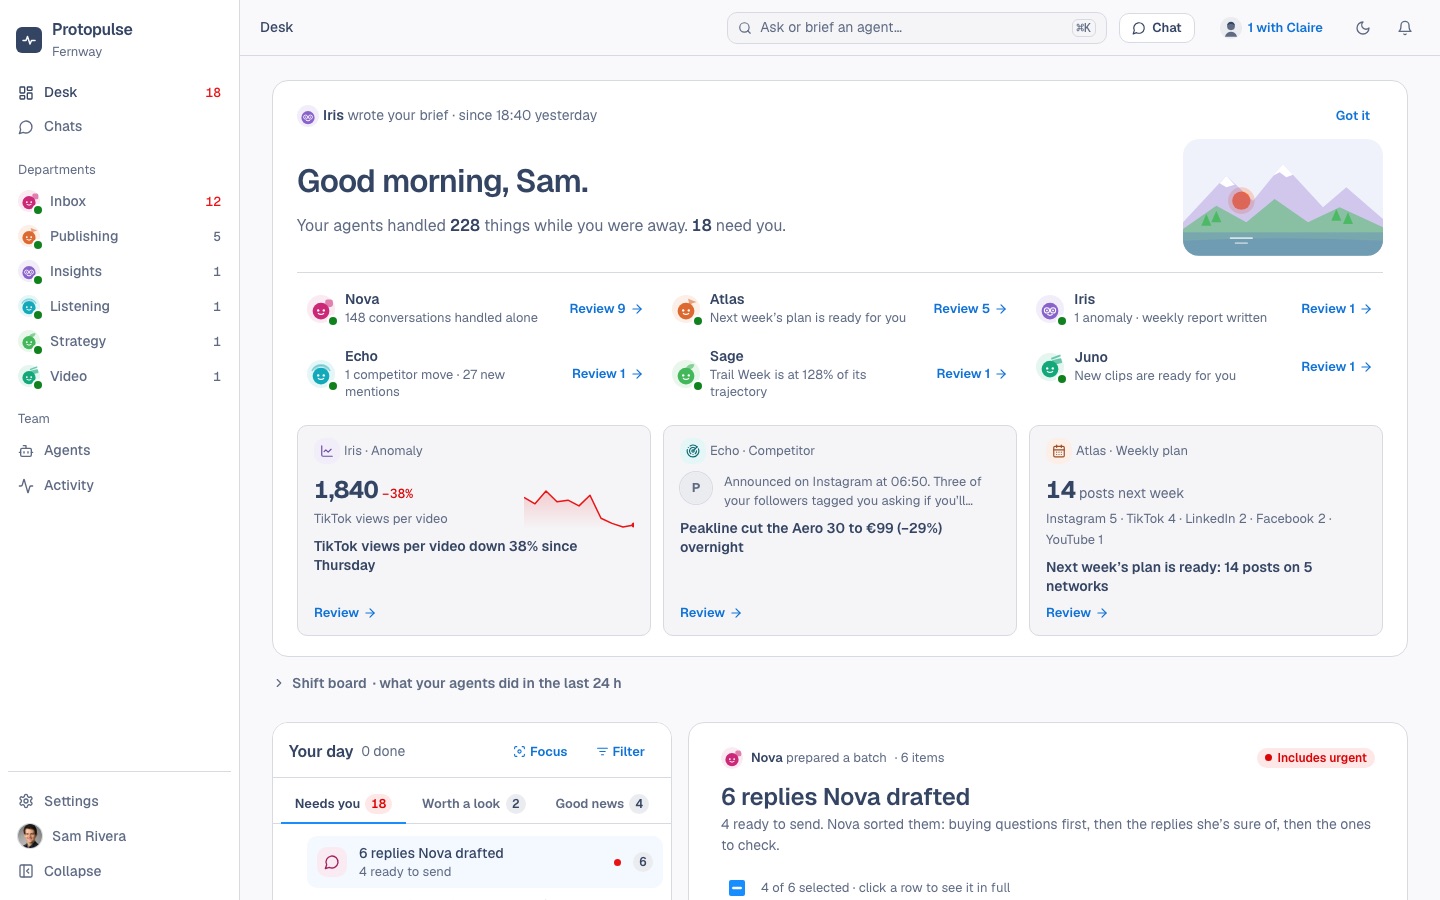 Protopulse
Fernway
Desk 18
Chats
Departments
Inbox 12
Publishing 5
Insights 1
Listening 1
Strategy 1
Video 1
Team
Agents
Activity
Settings
Sam Rivera
Collapse
Desk
Ask or brief an agent…
⌘K
Chat
1 with Claire
Iris wrote your brief · since 18:40 yesterday
Got it
Good morning, Sam.
Your agents handled 228 things while you were away. 18 need you.
Nova
148 conversations handled alone
Review 9 →
Atlas
Next week’s plan is ready for you
Review 5 →
Iris
1 anomaly · weekly report written
Review 1 →
Echo
1 competitor move · 27 new
mentions
Review 1 →
Sage
Trail Week is at 128% of its
trajectory
Review 1 →
Juno
New clips are ready for you
Review 1 →
Iris · Anomaly
1,840 −38%
TikTok views per video
TikTok views per video down 38% since
Thursday
Review →
Echo · Competitor
P
Announced on Instagram at 06:50. Three of
your followers tagged you asking if you’ll…
Peakline cut the Aero 30 to €99 (−29%)
overnight
Review →
Atlas · Weekly plan
14 posts next week
Instagram 5 · TikTok 4 · LinkedIn 2 · Facebook 2 ·
YouTube 1
Next week’s plan is ready: 14 posts on 5
networks
Review →
Shift board · what your agents did in the last 24 h
Your day 0 done
Focus
Filter
Needs you 18
Worth a look 2
Good news 4
6 replies Nova drafted
4 ready to send
6
Nova prepared a batch · 6 items
Includes urgent
6 replies Nova drafted
4 ready to send. Nova sorted them: buying questions first, then the replies she’s sure of, then the ones
to check.
4 of 6 selected · click a row to see it in full